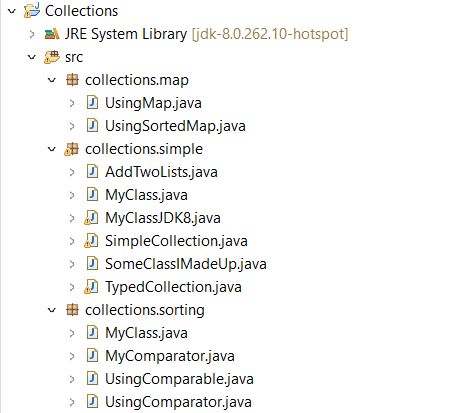 Collections
JRE System Library [jdk-8.0.262.10-hotspot]
src
collections.map
UsingMap.java
UsingSortedMap.java
collections.simple
AddTwoLists.java
MyClass.java
MyClassJDK8.java
SimpleCollection.java
SomeClassIMadeUp.java
TypedCollection.java
collections.sorting
MyClass.java
MyComparator.java
UsingComparable.java
UsingComparator.java